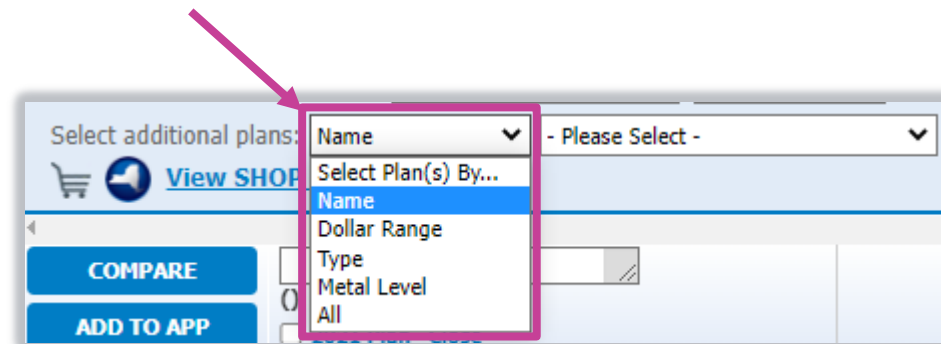 Select additional plans: Name - Please Select -
View SHOP
Select Plan(s) By...
Name
Dollar Range
Type
Metal Level
All
COMPARE
()
ADD TO APP